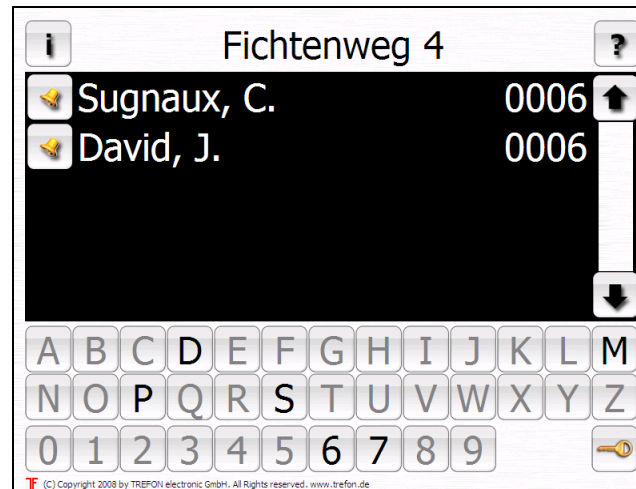 i Fichtenweg 4 ?
Sugnaux, C. 0006
David, J. 0006
A B C D E F G H I J K L M
N O P Q R S T U V W X Y Z
0 1 2 3 4 5 6 7 8 9
TF (C) Copyright 2008 by TREFON electronic GmbH. All Rights reserved. www.trefon.de